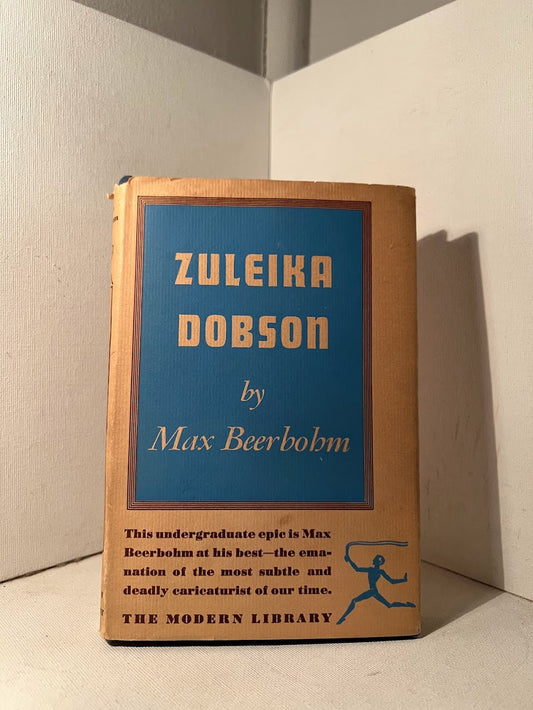 ZULEIKA
DOBSON
by
Max Beerbohm
This undergraduate epic is Max
Beerbohm at his best—the ema-
nation of the most subtle and
deadly caricaturist of our time.
THE MODERN LIBRARY